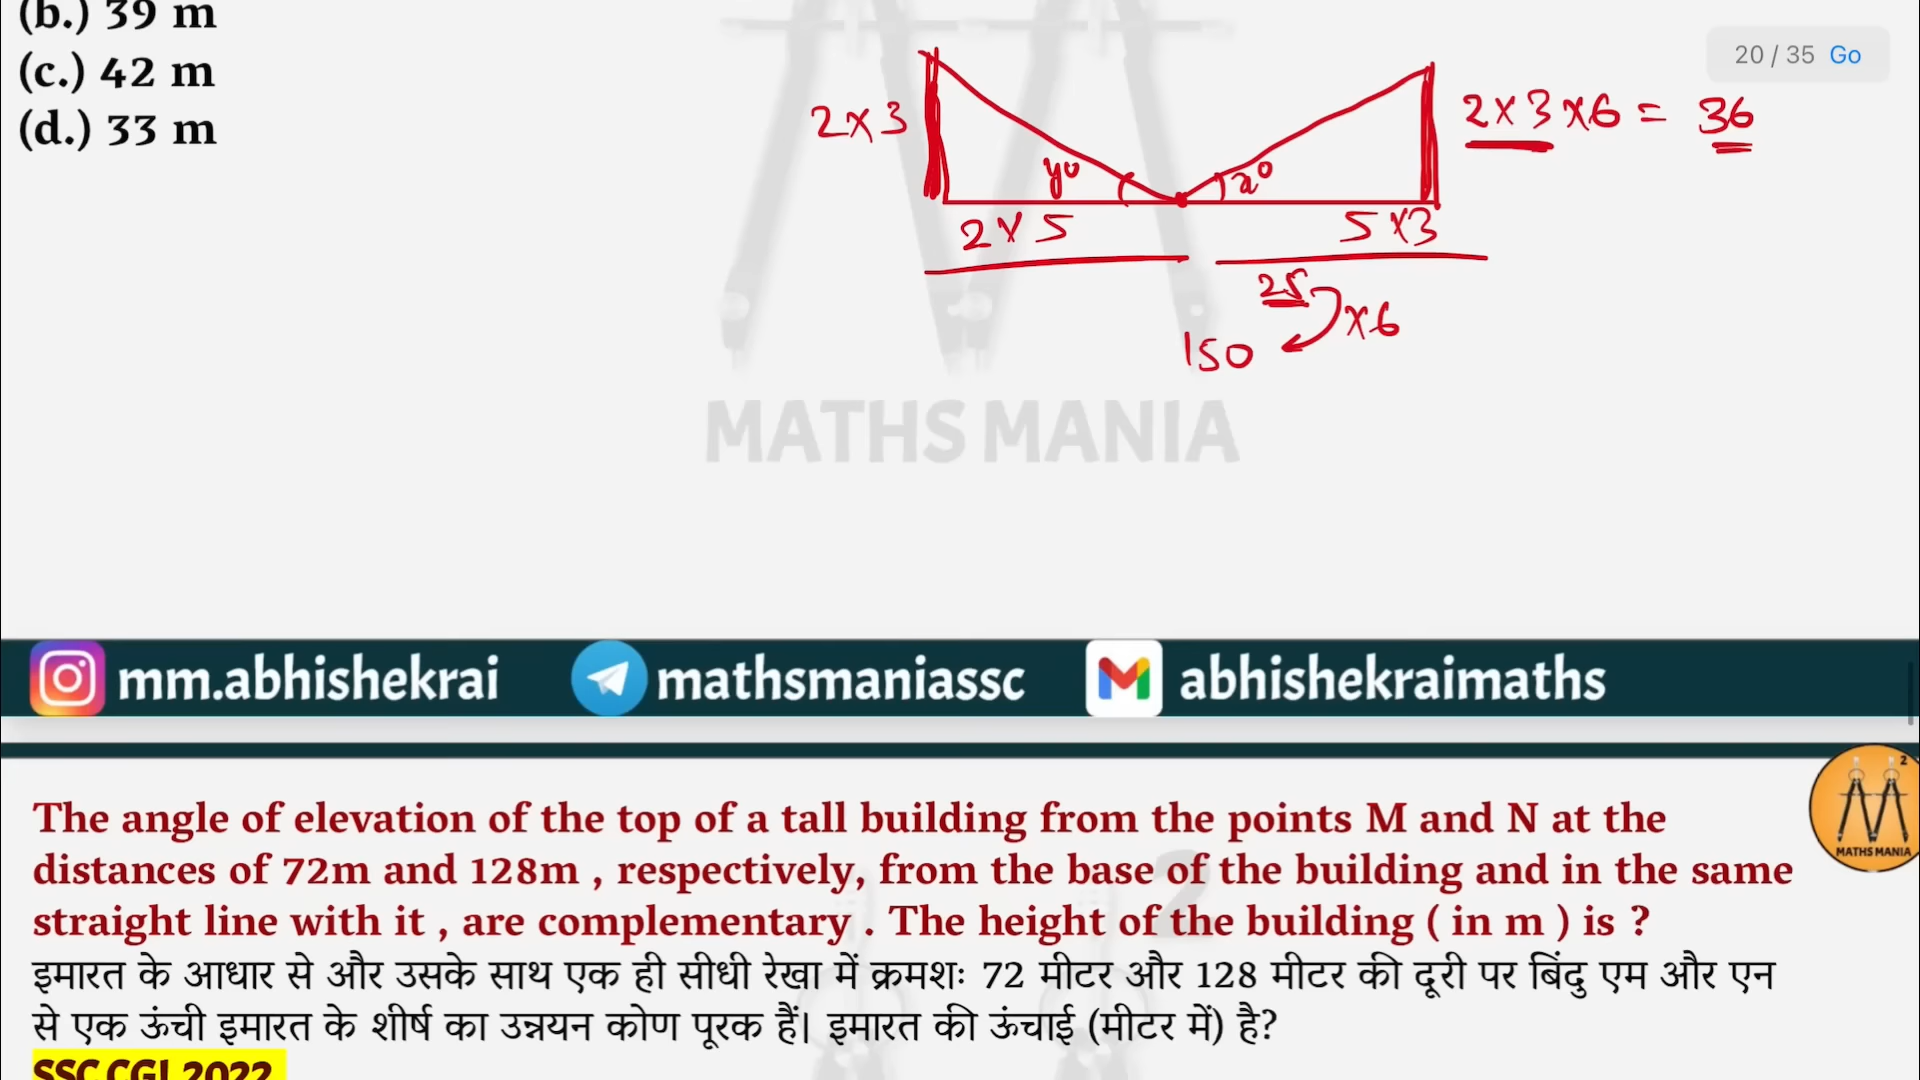 (b.) 39 m
(c.) 42 m
(d.) 33 m
20 / 35 Go
2x3
2x3x6 = 36
y°
x°
2x5
5x3
25
x6
150
MATHS MANIA
mm.abhishekrai
mathsmaniassc
abhishekraimaths
2
MATHS MANIA
The angle of elevation of the top of a tall building from the points M and N at the
distances of 72m and 128m , respectively, from the base of the building and in the same
straight line with it , are complementary . The height of the building ( in m ) is ?
इमारत के आधार से और उसके साथ एक ही सीधी रेखा में क्रमशः 72 मीटर और 128 मीटर की दूरी पर बिंदु एम और एन
से एक ऊंची इमारत के शीर्ष का उन्नयन कोण पूरक हैं। इमारत की ऊंचाई (मीटर में) है?
SSC CGL 2022